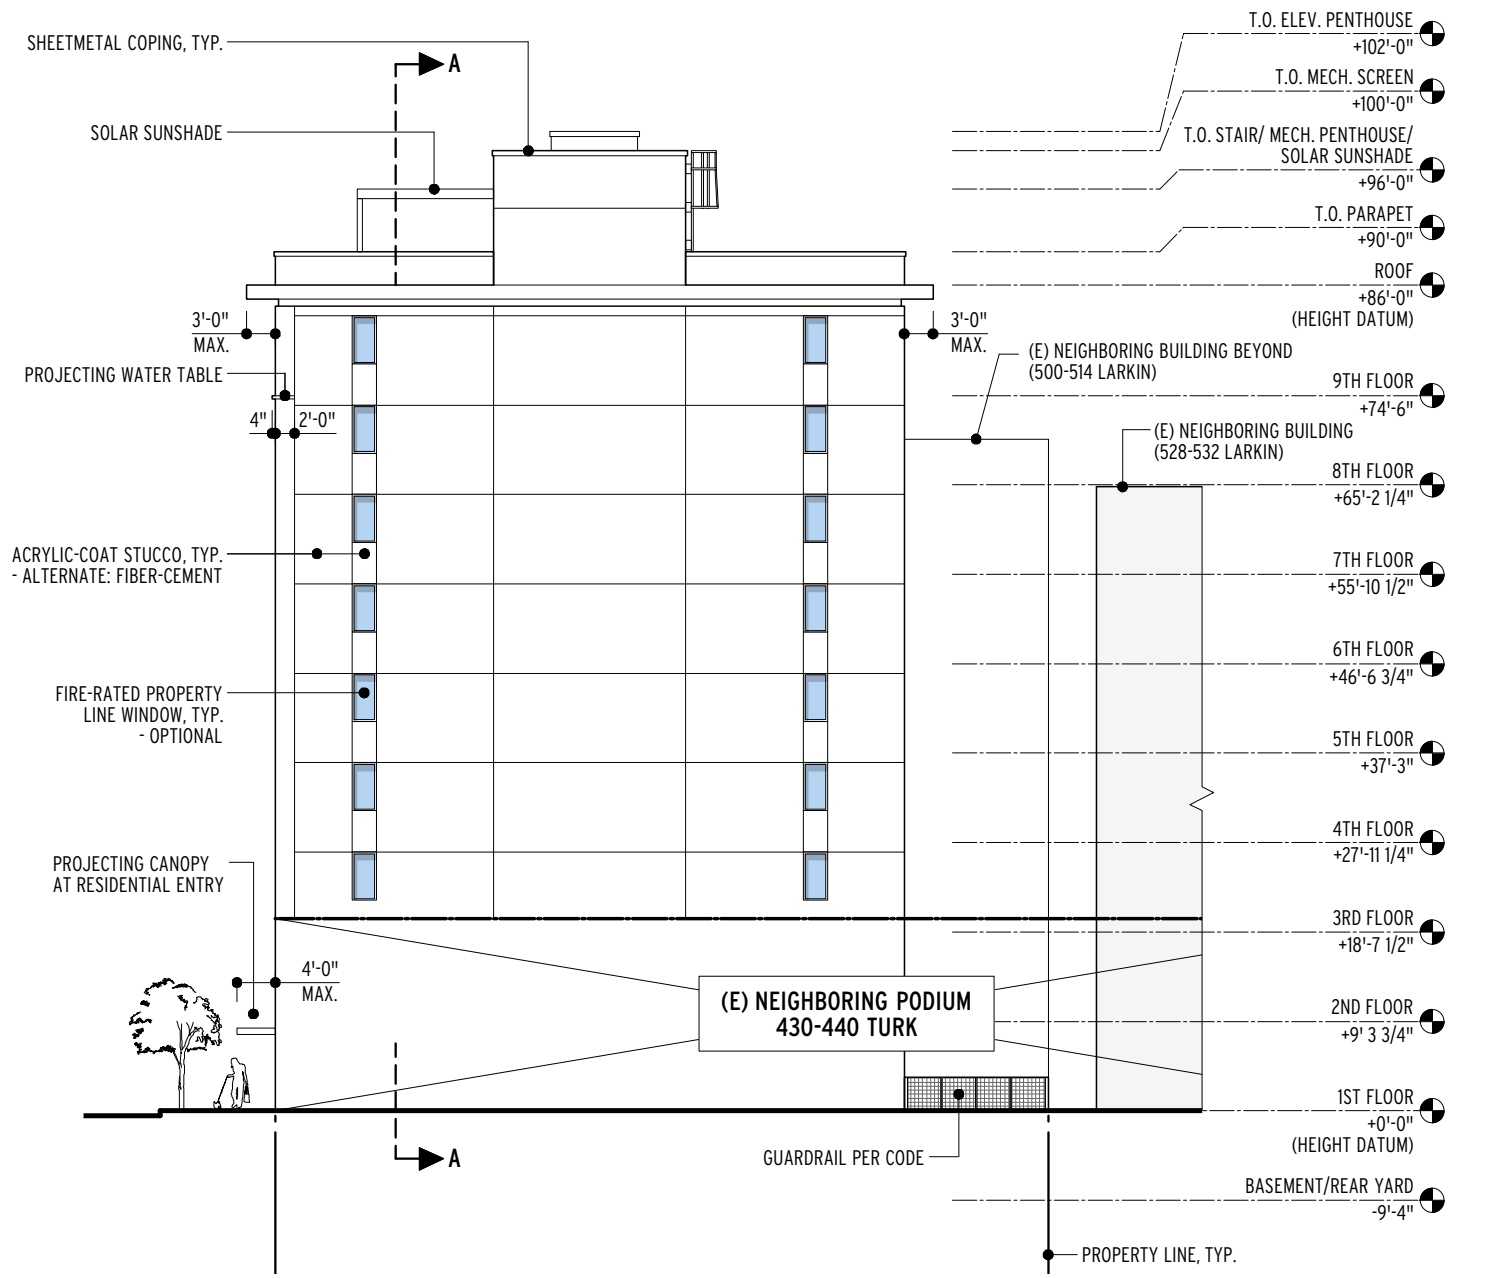 SHEETMETAL COPING, TYP.
A
SOLAR SUNSHADE
T.O. ELEV. PENTHOUSE
+102'-0"
T.O. MECH. SCREEN
+100'-0"
T.O. STAIR/ MECH. PENTHOUSE/
SOLAR SUNSHADE
+96'-0"
T.O. PARAPET
+90'-0"
ROOF
+86'-0"
(HEIGHT DATUM)
3'-0"
MAX.
3'-0"
MAX.
PROJECTING WATER TABLE
4"
2'-0"
(E) NEIGHBORING BUILDING BEYOND
(500-514 LARKIN)
9TH FLOOR
+74'-6"
(E) NEIGHBORING BUILDING
(528-532 LARKIN)
8TH FLOOR
+65'-2 1/4"
ACRYLIC-COAT STUCCO, TYP.
- ALTERNATE: FIBER-CEMENT
7TH FLOOR
+55'-10 1/2"
6TH FLOOR
+46'-6 3/4"
FIRE-RATED PROPERTY
LINE WINDOW, TYP.
- OPTIONAL
5TH FLOOR
+37'-3"
4TH FLOOR
+27'-11 1/4"
PROJECTING CANOPY
AT RESIDENTIAL ENTRY
3RD FLOOR
+18'-7 1/2"
4'-0"
MAX.
(E) NEIGHBORING PODIUM
430-440 TURK
2ND FLOOR
+9' 3 3/4"
1ST FLOOR
+0'-0"
(HEIGHT DATUM)
A
GUARDRAIL PER CODE
BASEMENT/REAR YARD
-9'-4"
PROPERTY LINE, TYP.